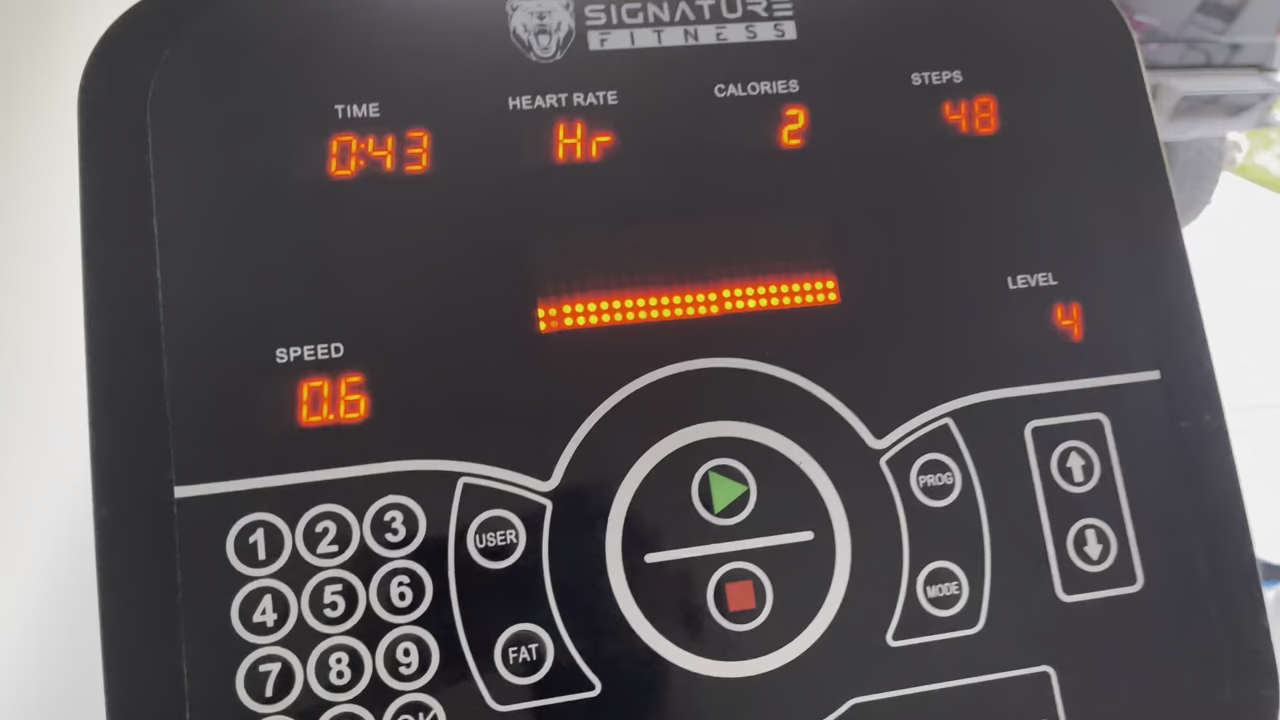 SIGNATURE
FITNESS
TIME
HEART RATE
CALORIES
STEPS
0:43
Hr
2
48
LEVEL
4
SPEED
0.6
1 2 3
USER
PROG
4 5 6
MODE
7 8 9
FAT
OK